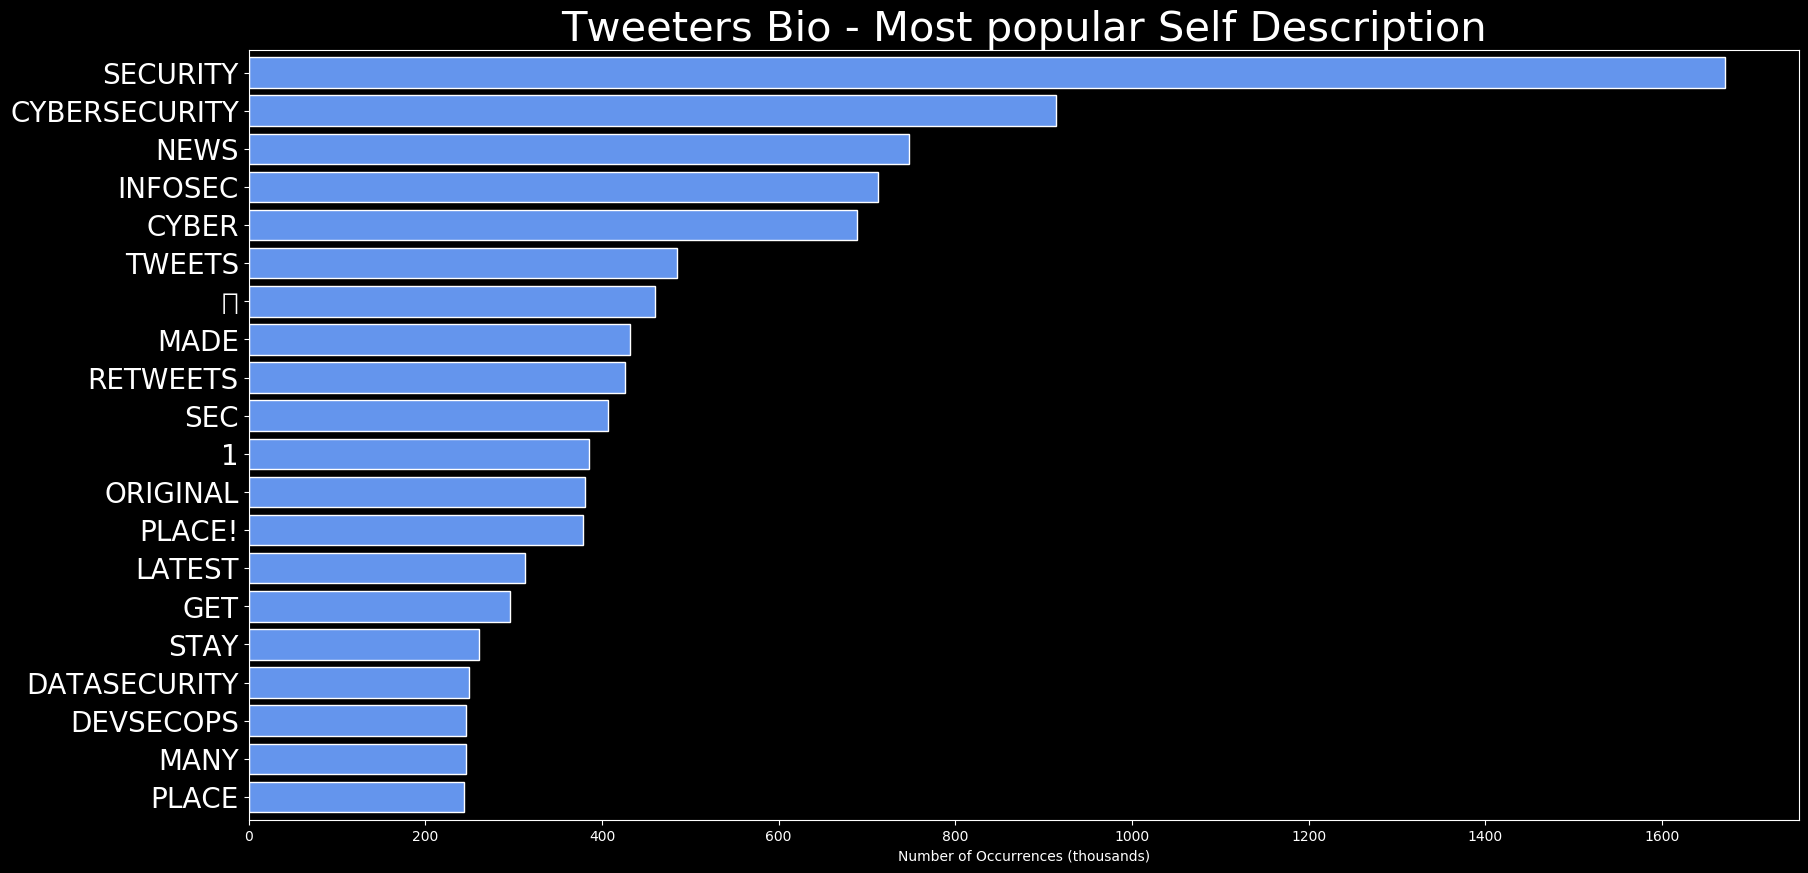 Tweeters Bio - Most popular Self Description
SECURITY
CYBERSECURITY
NEWS
INFOSEC
CYBER
TWEETS
MADE
RETWEETS
SEC
1
ORIGINAL
PLACE!
LATEST
GET
STAY
DATASECURITY
DEVSECOPS
MANY
PLACE
0 200 400 600 800 1000 1200 1400 1600
Number of Occurrences (thousands)